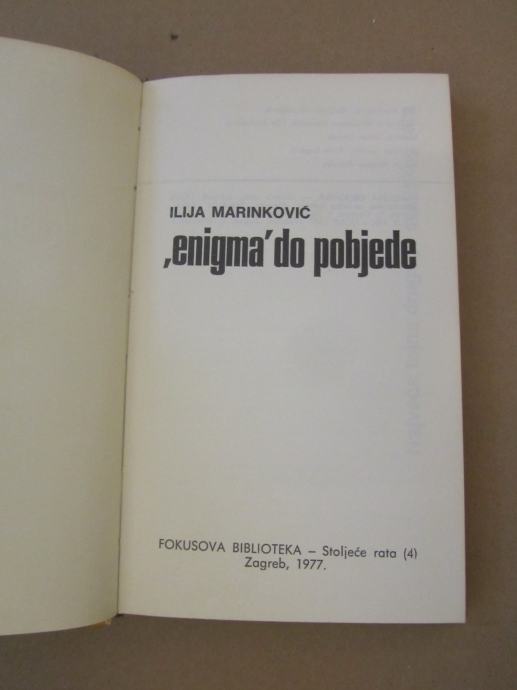 ILIJA MARINKOVIĆ
‚enigma’ do pobjede
FOKUSOVA BIBLIOTEKA – Stoljeće rata (4)
Zagreb, 1977.